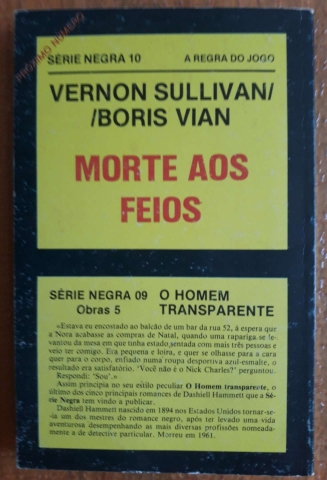 PRÓXIMO NÚMERO
SÉRIE NEGRA 10 A REGRA DO JOGO
VERNON SULLIVAN/
/BORIS VIAN
MORTE AOS
FEIOS
SÉRIE NEGRA 09 O HOMEM
Obras 5 TRANSPARENTE
«Estava eu encostado ao balcão de um bar da rua 52, à espera que
a Nora acabasse as compras de Natal, quando uma rapariga se le-
vantou da mesa em que tinha estado sentada com mais três pessoas e
veio ter comigo. Era pequena e loira, e quer se olhasse para a cara
quer para o corpo, enfiado numa roupa desportiva azul-esmalte, o
resultado era satisfatório. 'Você não é o Nick Charles?' perguntou.
Respondi: 'Sou'.»
Assim principia no seu estilo peculiar O Homem transparente, o
último dos cinco principais romances de Dashiell Hammett que a Sé-
rie Negra tem vindo a publicar.
Dashiell Hammett nascido em 1894 nos Estados Unidos tornar-se-
-ia um dos mestres do romance negro, após ter levado uma vida
aventurosa desempenhando as mais diversas profissões nomeada-
mente a de detective particular. Morreu em 1961.